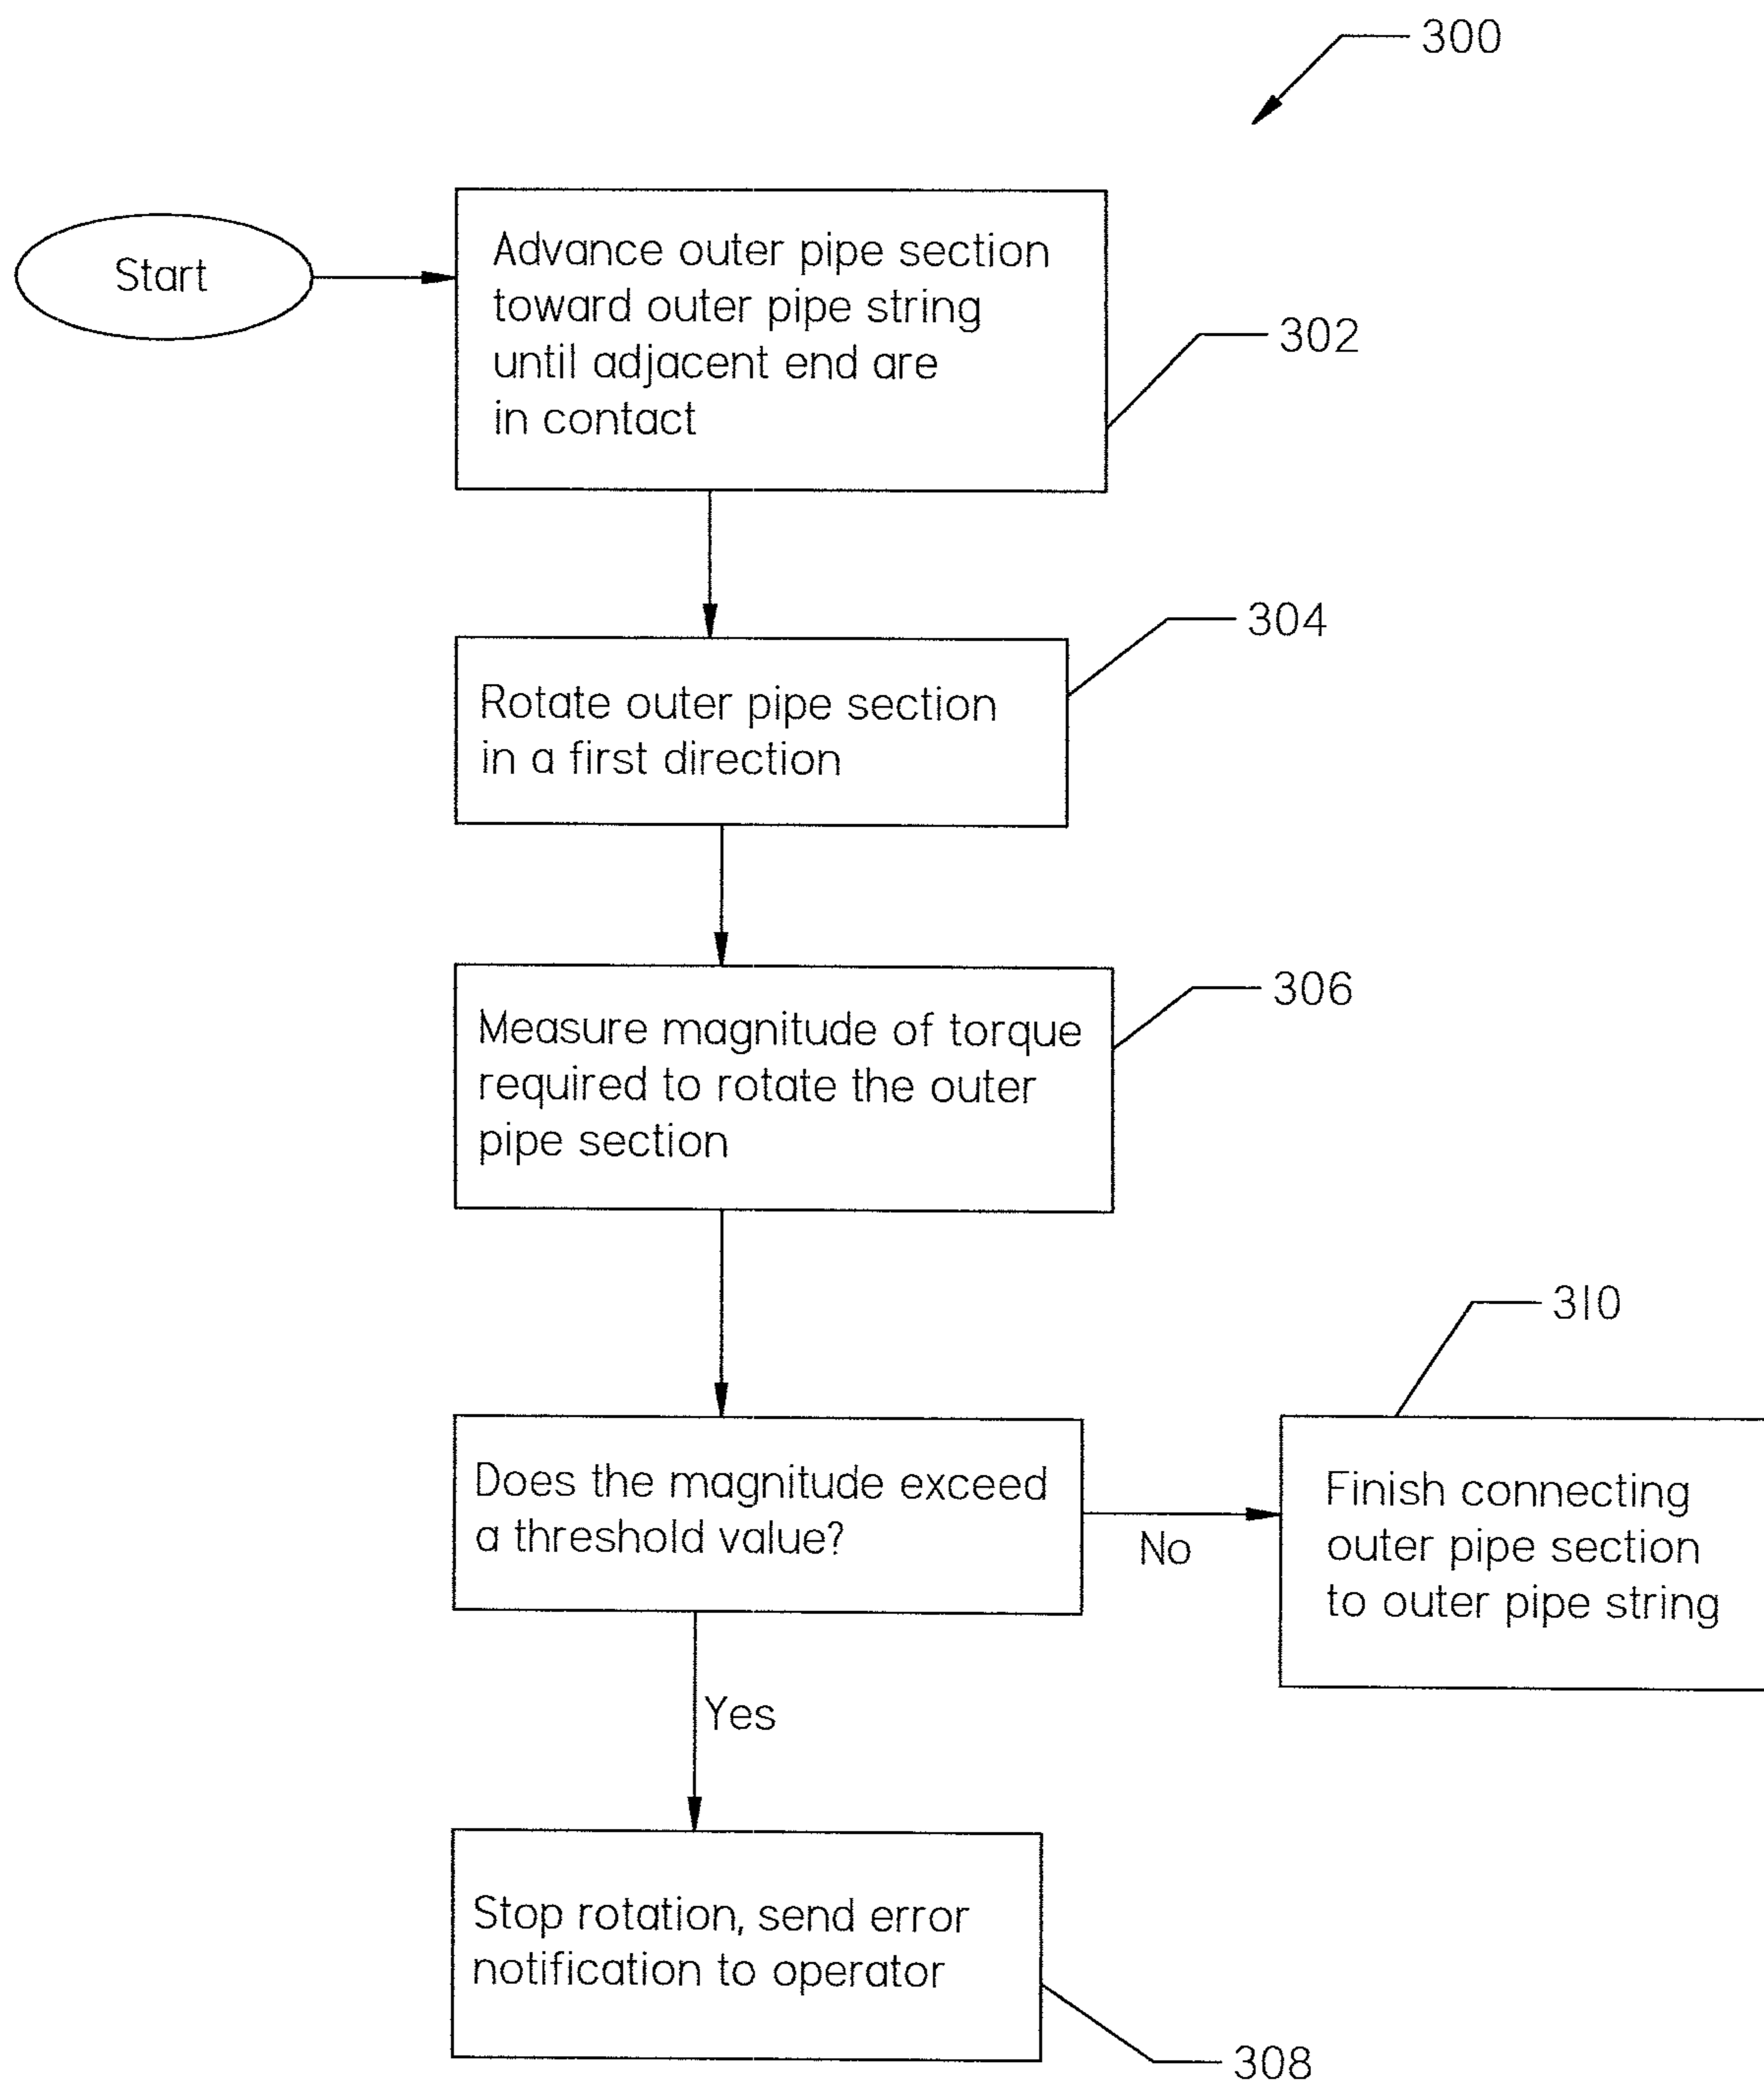 300
Start
Advance outer pipe section
toward outer pipe string
until adjacent end are
in contact
302
304
Rotate outer pipe section
in a first direction
306
Measure magnitude of torque
required to rotate the outer
pipe section
310
Does the magnitude exceed
a threshold value?
No
Finish connecting
outer pipe section
to outer pipe string
Yes
Stop rotation, send error
notification to operator
308